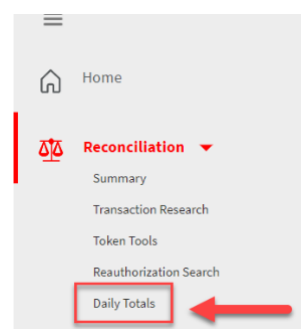 Home
Reconciliation
Summary
Transaction Research
Token Tools
Reauthorization Search
Daily Totals